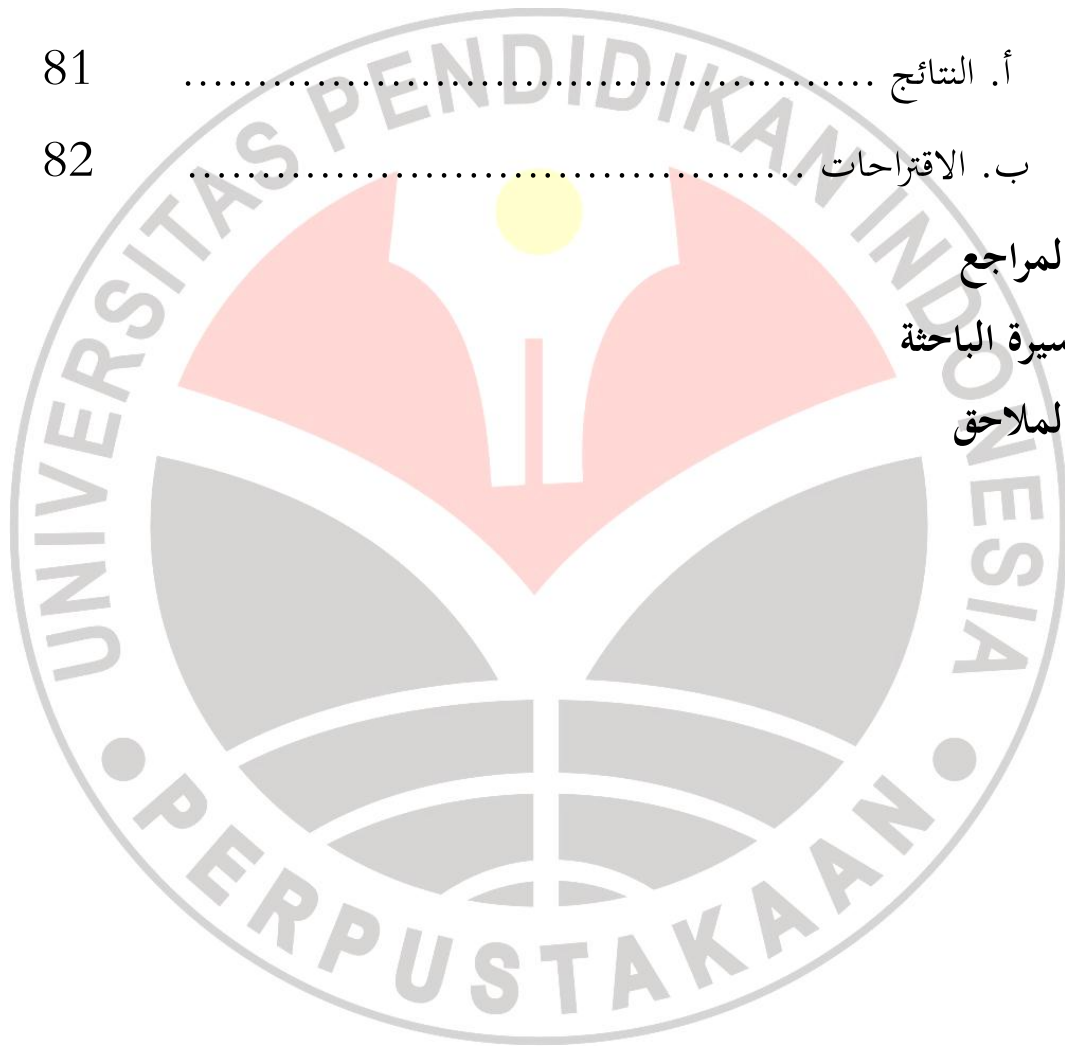 أ. النتائج ............................................... 81
ب. الاقتراحات .......................................... 82
لمراجع
سيرة الباحثة
لملاحق
UNIVERSITAS PENDIDIKAN INDONESIA
PERPUSTAKAAN